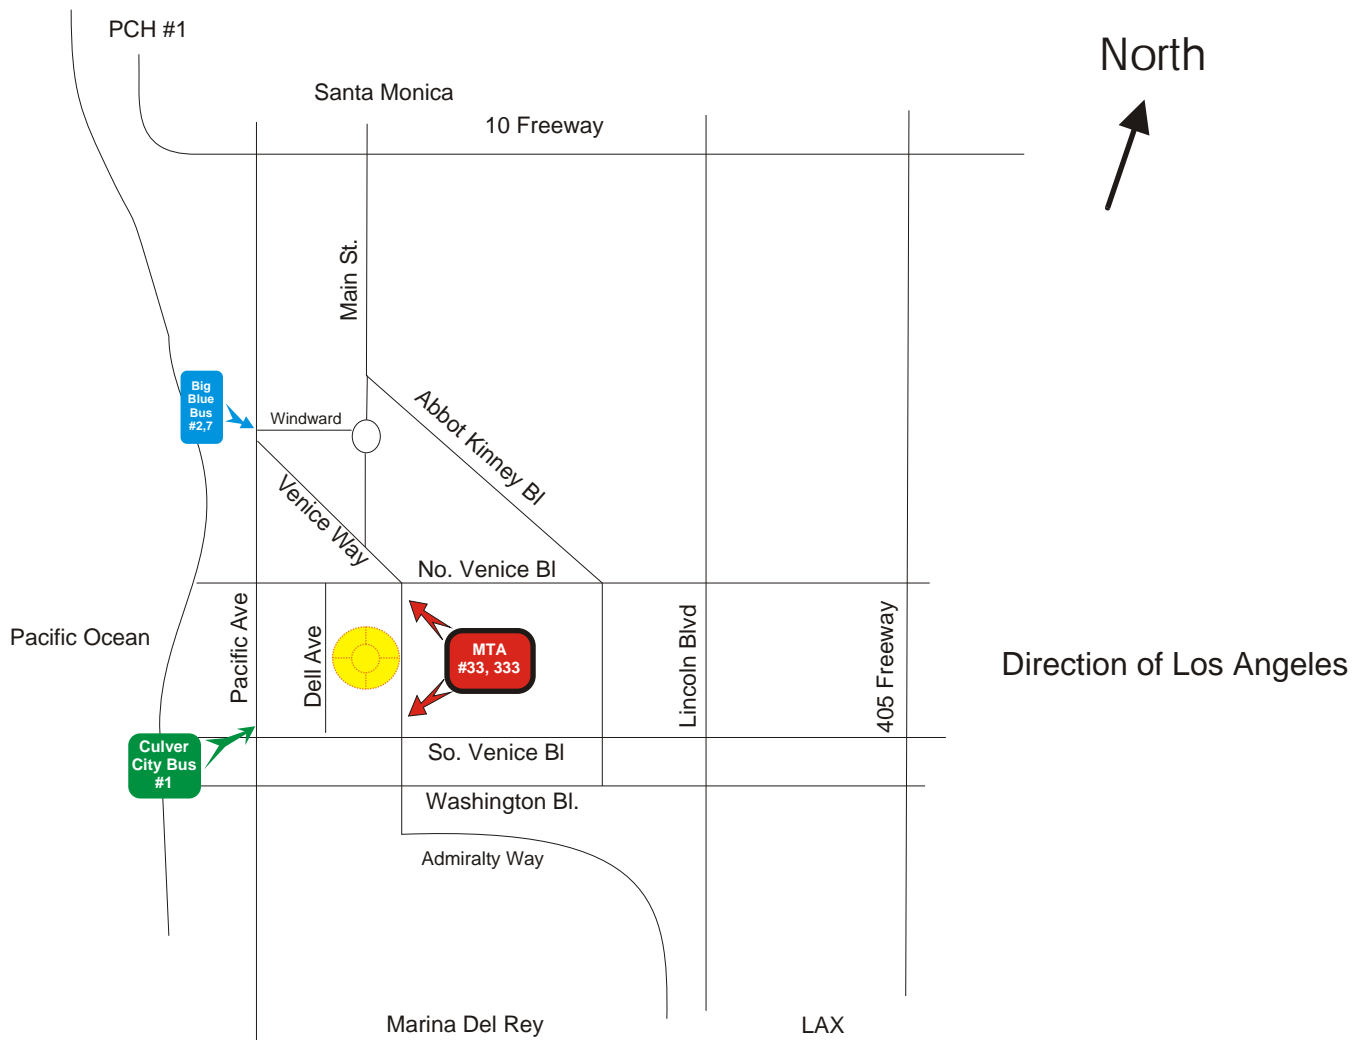 PCH #1
North
Santa Monica
10 Freeway
Main St.
Big
Blue
Bus
#2,7
Windward
Abbot Kinney Bl
Venice Way
No. Venice Bl
Pacific Ocean
Pacific Ave
Dell Ave
MTA
#33, 333
Lincoln Blvd
405 Freeway
Direction of Los Angeles
Culver
City Bus
#1
So. Venice Bl
Washington Bl.
Admiralty Way
Marina Del Rey
LAX